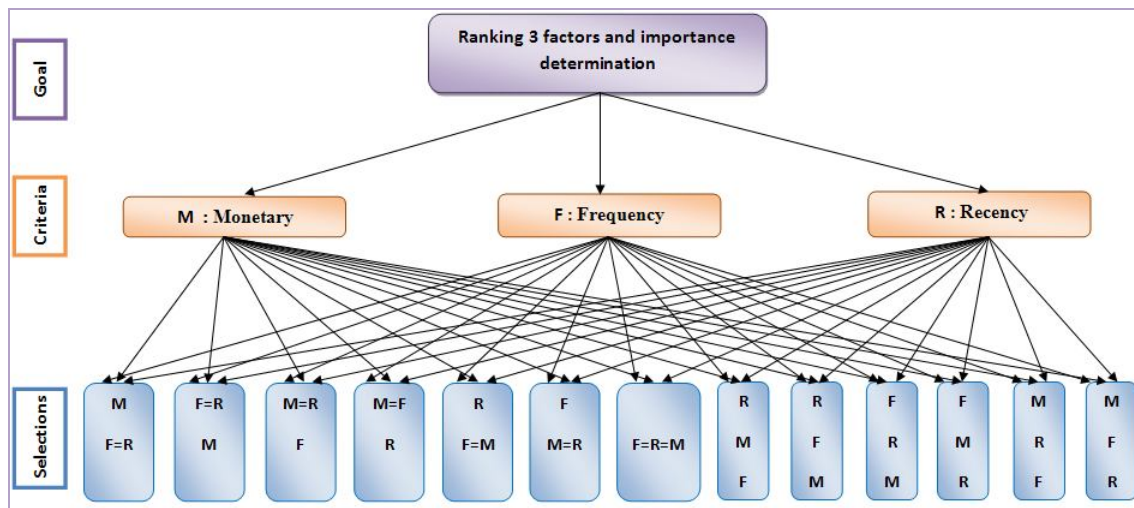 Goal
Ranking 3 factors and importance
determination
Criteria
M : Monetary
F : Frequency
R : Recency
Selections
M
F=R
F=R
M
M=R
F
M=F
R
R
F=M
F
M=R
F=R=M
R
M
F
R
F
M
F
R
M
F
M
R
M
R
F
M
F
R